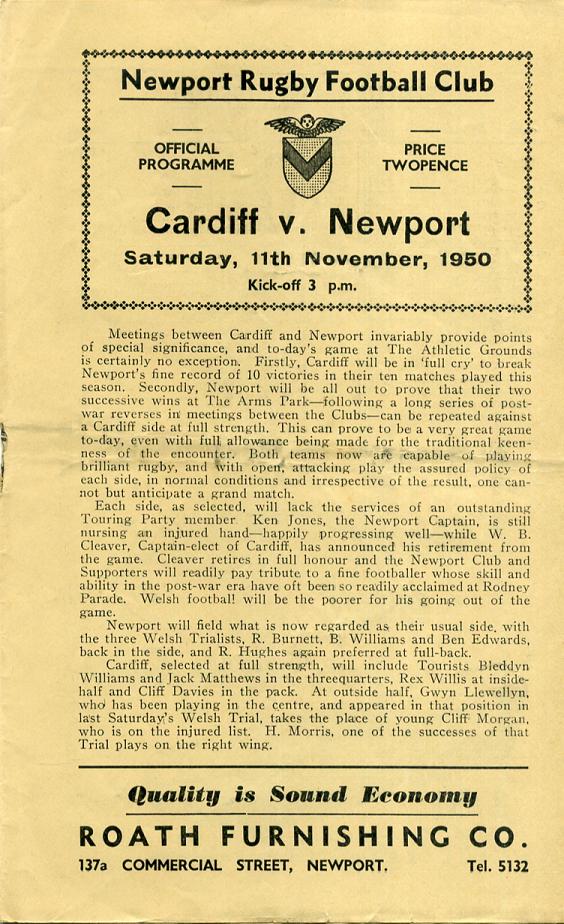 Newport Rugby Football Club
OFFICIAL
PROGRAMME
PRICE
TWOPENCE
Cardiff v. Newport
Saturday, 11th November, 1950
Kick-off 3 p.m.
Meetings between Cardiff and Newport invariably provide points
of special significance, and to-day's game at The Athletic Grounds
is certainly no exception. Firstly, Cardiff will be in 'full cry' to break
Newport's fine record of 10 victories in their ten matches played this
season. Secondly, Newport will be all out to prove that their two
successive wins at The Arms Park—following a long series of post-
war reverses in meetings between the Clubs—can be repeated against
a Cardiff side at full strength. This can prove to be a very great game
to-day, even with full allowance being made for the traditional keen-
ness of the encounter. Both teams now are capable of playing
brilliant rugby, and with open, attacking play the assured policy of
each side, in normal conditions and irrespective of the result, one can-
not but anticipate a grand match.
Each side, as selected, will lack the services of an outstanding
Touring Party member Ken Jones, the Newport Captain, is still
nursing an injured hand—happily progressing well—while W. B.
Cleaver, Captain-elect of Cardiff, has announced his retirement from
the game. Cleaver retires in full honour and the Newport Club and
Supporters will readily pay tribute to a fine footballer whose skill and
ability in the post-war era have oft been so readily acclaimed at Rodney
Parade. Welsh football will be the poorer for his going out of the
game.
Newport will field what is now regarded as their usual side, with
the three Welsh Trialists, R. Burnett, B. Williams and Ben Edwards,
back in the side, and R. Hughes again preferred at full-back.
Cardiff, selected at full strength, will include Tourists Bleddyn
Williams and Jack Matthews in the threequarters, Rex Willis at inside-
half and Cliff Davies in the pack. At outside half, Gwyn Llewellyn,
who has been playing in the centre, and appeared in that position in
last Saturday's Welsh Trial, takes the place of young Cliff Morgan,
who is on the injured list. H. Morris, one of the successes of that
Trial plays on the right wing.
Quality is Sound Economy
ROATH FURNISHING CO.
137a COMMERCIAL STREET, NEWPORT. Tel. 5132